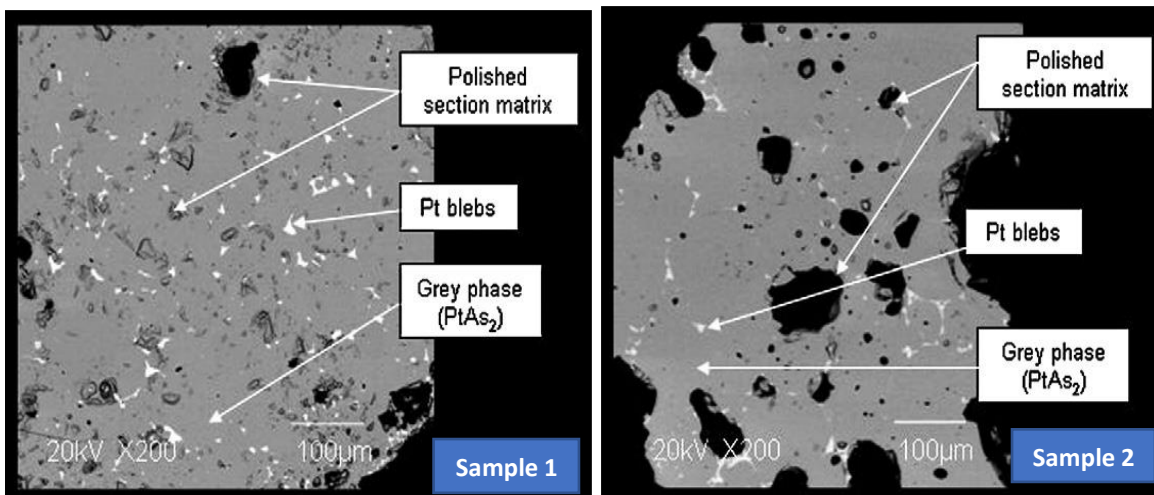 Polished
section matrix
Pt blebs
Grey phase
(PtAs₂)
20kV X200 100µm
Sample 1
Polished
section matrix
Pt blebs
Grey phase
(PtAs₂)
20kV X200 100µm
Sample 2